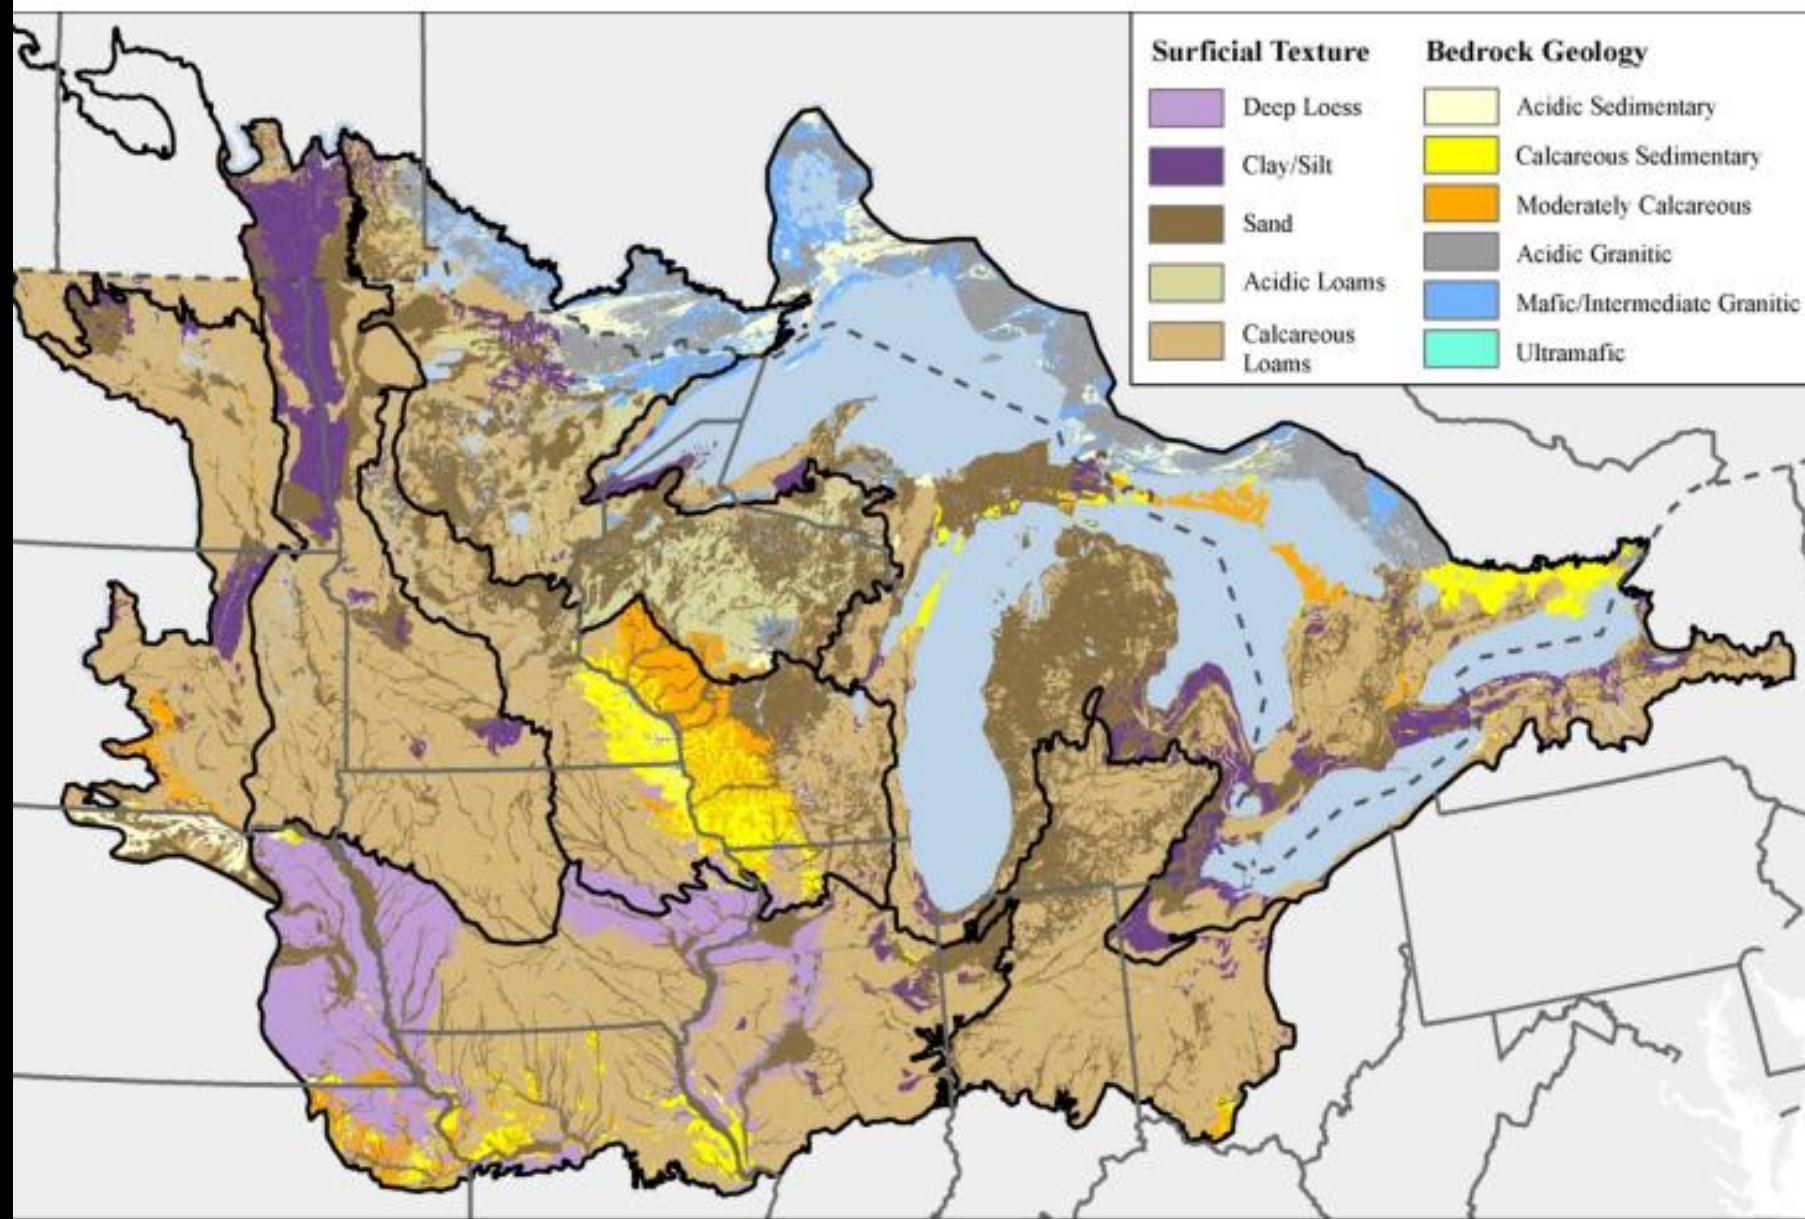 Surficial Texture
Deep Loess
Clay/Silt
Sand
Acidic Loams
Calcareous
Loams
Bedrock Geology
Acidic Sedimentary
Calcareous Sedimentary
Moderately Calcareous
Acidic Granitic
Mafic/Intermediate Granitic
Ultramafic